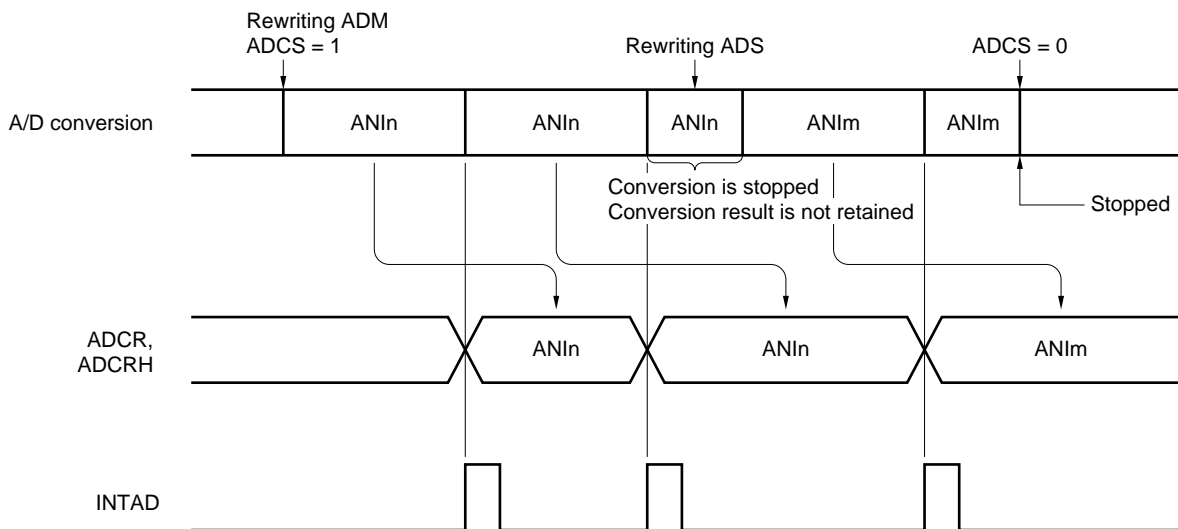 Rewriting ADM
ADCS = 1
Rewriting ADS
ADCS = 0
A/D conversion
ANIn
ANIn
ANIn
ANIm
ANIm
Conversion is stopped
Conversion result is not retained
Stopped
ADCR,
ADCRH
ANIn
ANIn
ANIm
INTAD